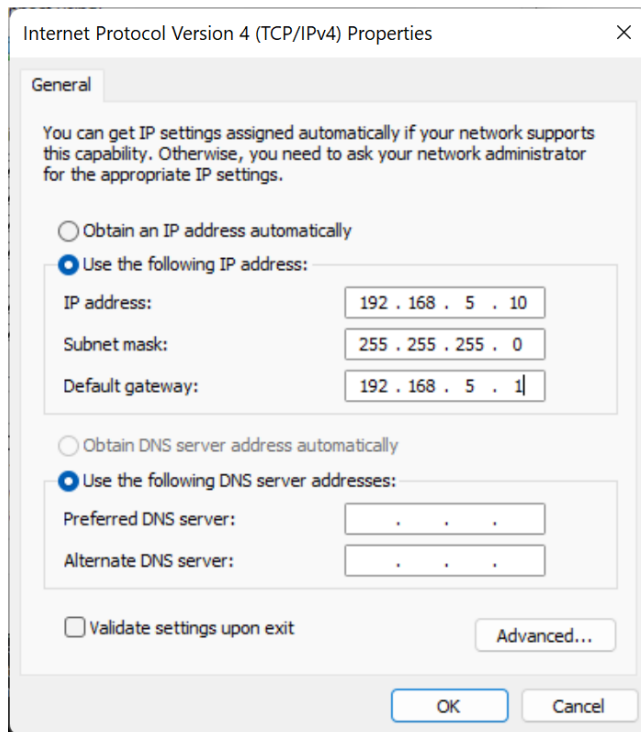 Internet Protocol Version 4 (TCP/IPv4) Properties
General
You can get IP settings assigned automatically if your network supports
this capability. Otherwise, you need to ask your network administrator
for the appropriate IP settings.
Obtain an IP address automatically
Use the following IP address:
IP address: 192 . 168 . 5 . 10
Subnet mask: 255 . 255 . 255 . 0
Default gateway: 192 . 168 . 5 . 1
Obtain DNS server address automatically
Use the following DNS server addresses:
Preferred DNS server: . . .
Alternate DNS server: . . .
Validate settings upon exit
Advanced...
OK Cancel